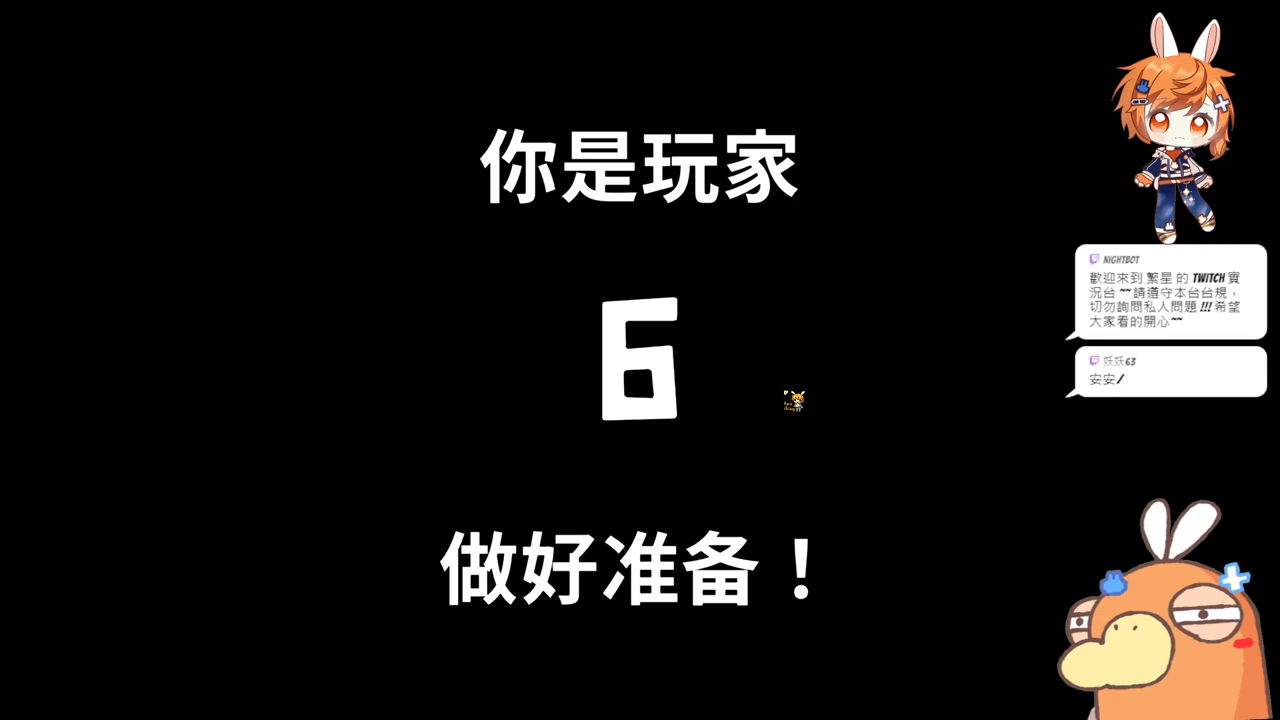 你是玩家
6
做好准备！
NIGHTBOT
歡迎來到 繁星 的 TWITCH 實
況台 ~~ 請遵守本台台規，
切勿詢問私人問題 !!! 希望
大家看的開心~~
妖妖63
安安/